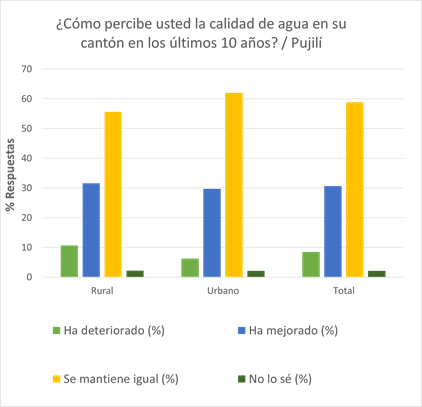 ¿Cómo percibe usted la calidad de agua en su
cantón en los últimos 10 años? / Pujilí
% Respuestas
70
60
50
40
30
20
10
0
Rural
Urbano
Total
Ha deteriorado (%)
Ha mejorado (%)
Se mantiene igual (%)
No lo sé (%)